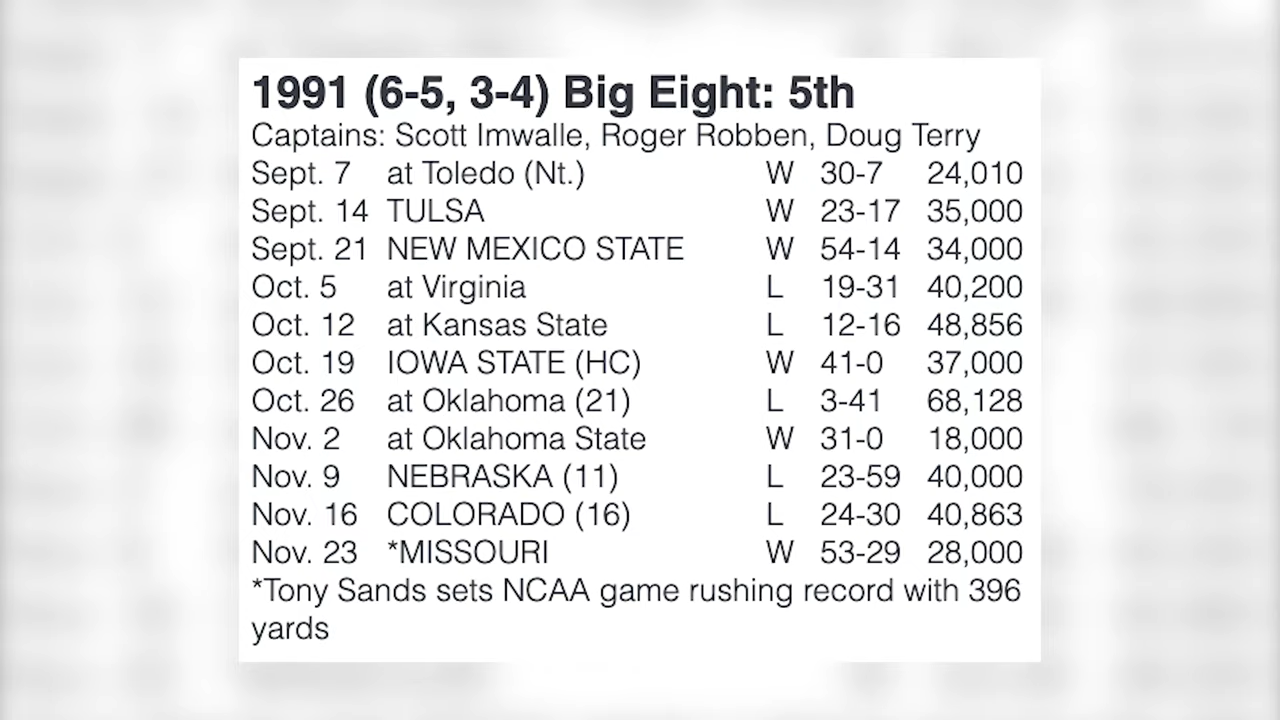 1991 (6-5, 3-4) Big Eight: 5th
Captains: Scott Imwalle, Roger Robben, Doug Terry
Sept. 7 at Toledo (Nt.) W 30-7 24,010
Sept. 14 TULSA W 23-17 35,000
Sept. 21 NEW MEXICO STATE W 54-14 34,000
Oct. 5 at Virginia L 19-31 40,200
Oct. 12 at Kansas State L 12-16 48,856
Oct. 19 IOWA STATE (HC) W 41-0 37,000
Oct. 26 at Oklahoma (21) L 3-41 68,128
Nov. 2 at Oklahoma State W 31-0 18,000
Nov. 9 NEBRASKA (11) L 23-59 40,000
Nov. 16 COLORADO (16) L 24-30 40,863
Nov. 23 *MISSOURI W 53-29 28,000
*Tony Sands sets NCAA game rushing record with 396
yards